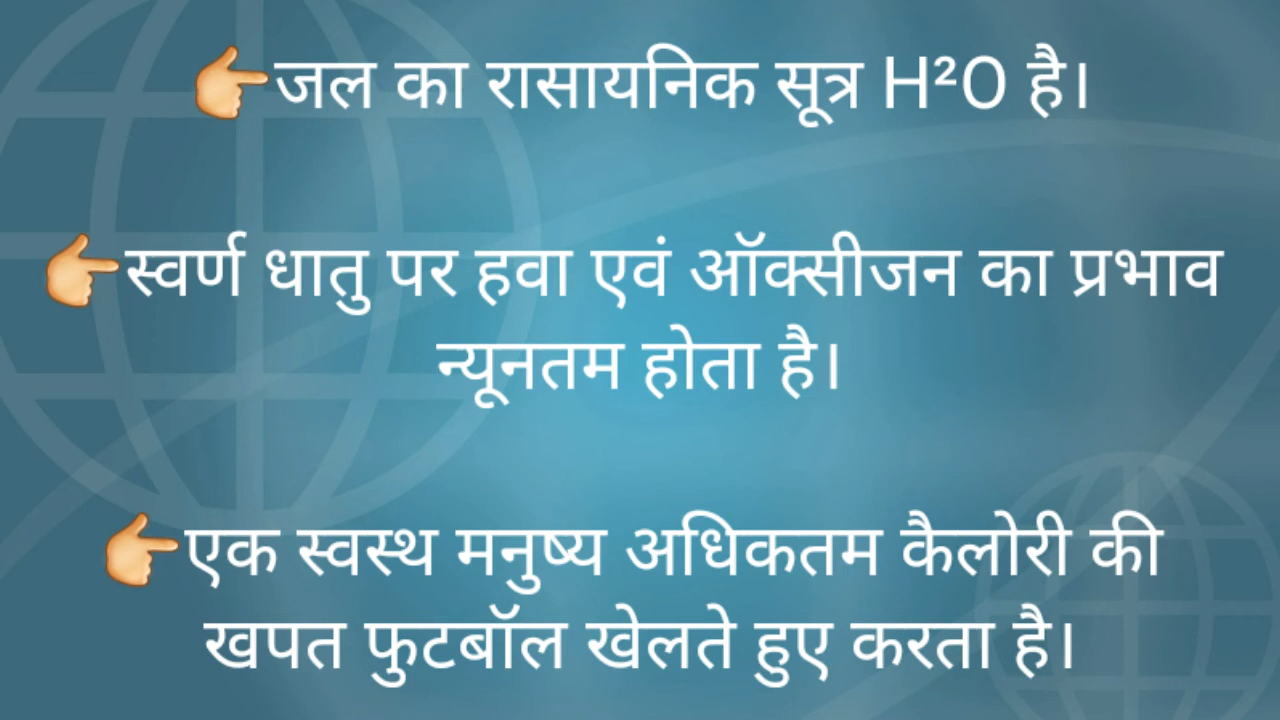 👉जल का रासायनिक सूत्र H²O है।
👉स्वर्ण धातु पर हवा एवं ऑक्सीजन का प्रभाव
न्यूनतम होता है।
👉एक स्वस्थ मनुष्य अधिकतम कैलोरी की
खपत फुटबॉल खेलते हुए करता है।